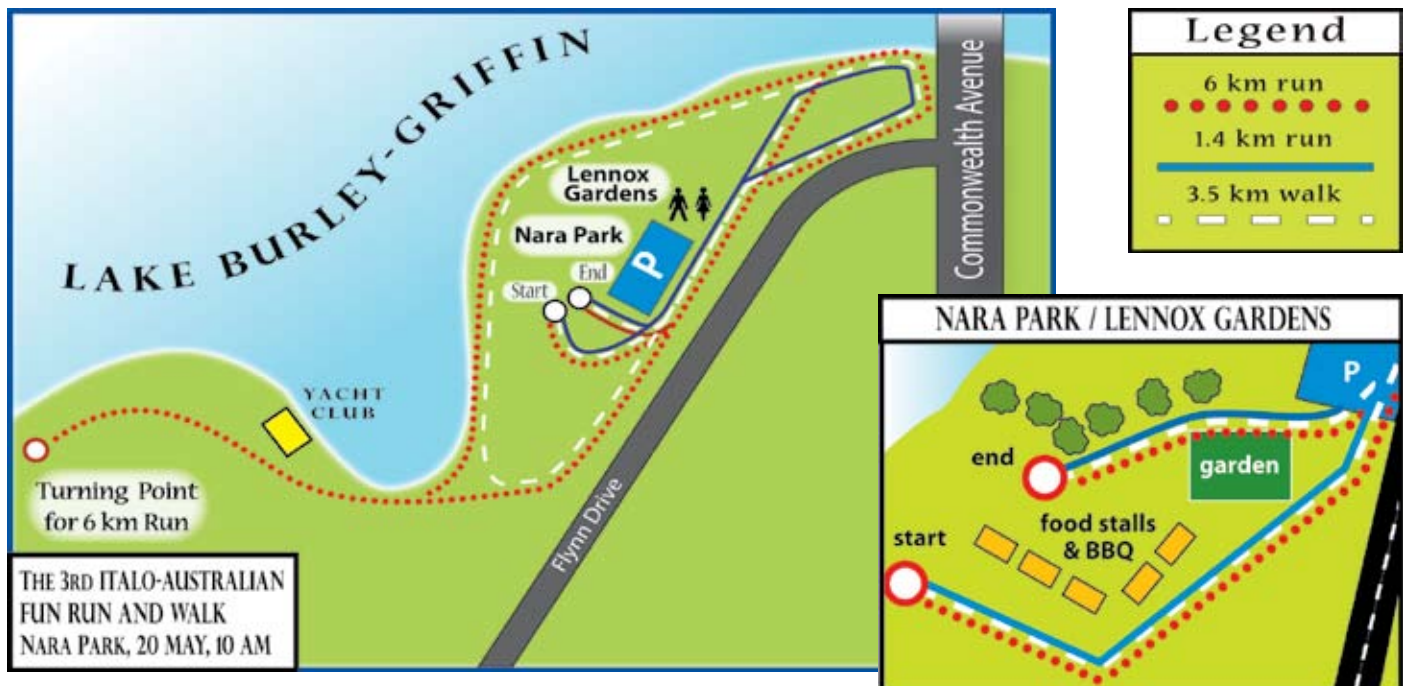 LAKE BURLEY-GRIFFIN
Lennox
Gardens
Nara Park
P
End
Start
Commonwealth Avenue
Flynn Drive
YACHT
CLUB
Turning Point
for 6 km Run
THE 3RD ITALO-AUSTRALIAN
FUN RUN AND WALK
NARA PARK, 20 MAY, 10 AM
Legend
6 km run
1.4 km run
3.5 km walk
NARA PARK / LENNOX GARDENS
P
end
garden
food stalls
& BBQ
start